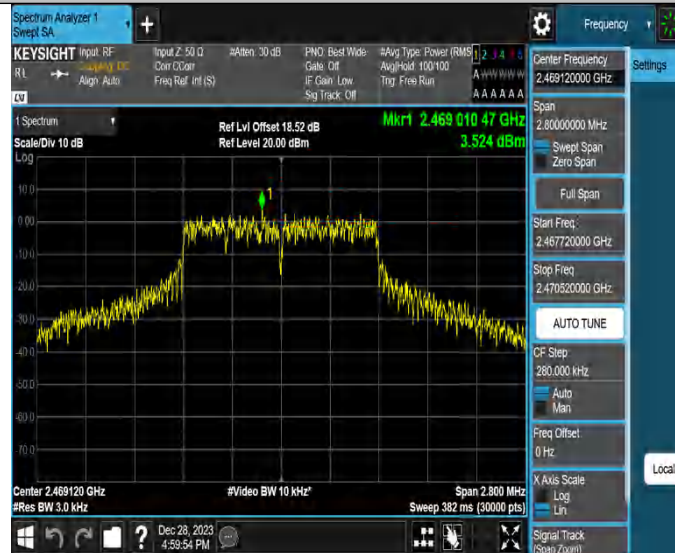 Spectrum Analyzer 1
Swept SA
+
Frequency
KEYSIGHT
Input: RF
Coupling: DC
Align: Auto
Input Z: 50 Ω
Corr CCorr
Freq Ref: Int (S)
#Atten: 30 dB
PNO: Best Wide
Gate: Off
IF Gain: Low
Sig Track: Off
#Avg Type: Power (RMS
Avg|Hold: 100/100
Trig: Free Run
1 2 3 4 5 6
A W W W W W
A A A A A A
RL
LXI
1 Spectrum
Scale/Div 10 dB
Log
Ref Lvl Offset 18.52 dB
Ref Level 20.00 dBm
Mkr1 2.469 010 47 GHz
3.524 dBm
1
10.0
0.00
-10.0
-20.0
-30.0
-40.0
-50.0
-60.0
-70.0
Center 2.469120 GHz
#Res BW 3.0 kHz
#Video BW 10 kHz*
Span 2.800 MHz
Sweep 382 ms (30000 pts)
?
Dec 28, 2023
4:59:54 PM
Center Frequency
2.469120000 GHz
Settings
Span
2.80000000 MHz
Swept Span
Zero Span
Full Span
Start Freq
2.467720000 GHz
Stop Freq
2.470520000 GHz
AUTO TUNE
CF Step
280.000 kHz
Auto
Man
Freq Offset
0 Hz
X Axis Scale
Log
Lin
Local
Signal Track
(Span Zoom)